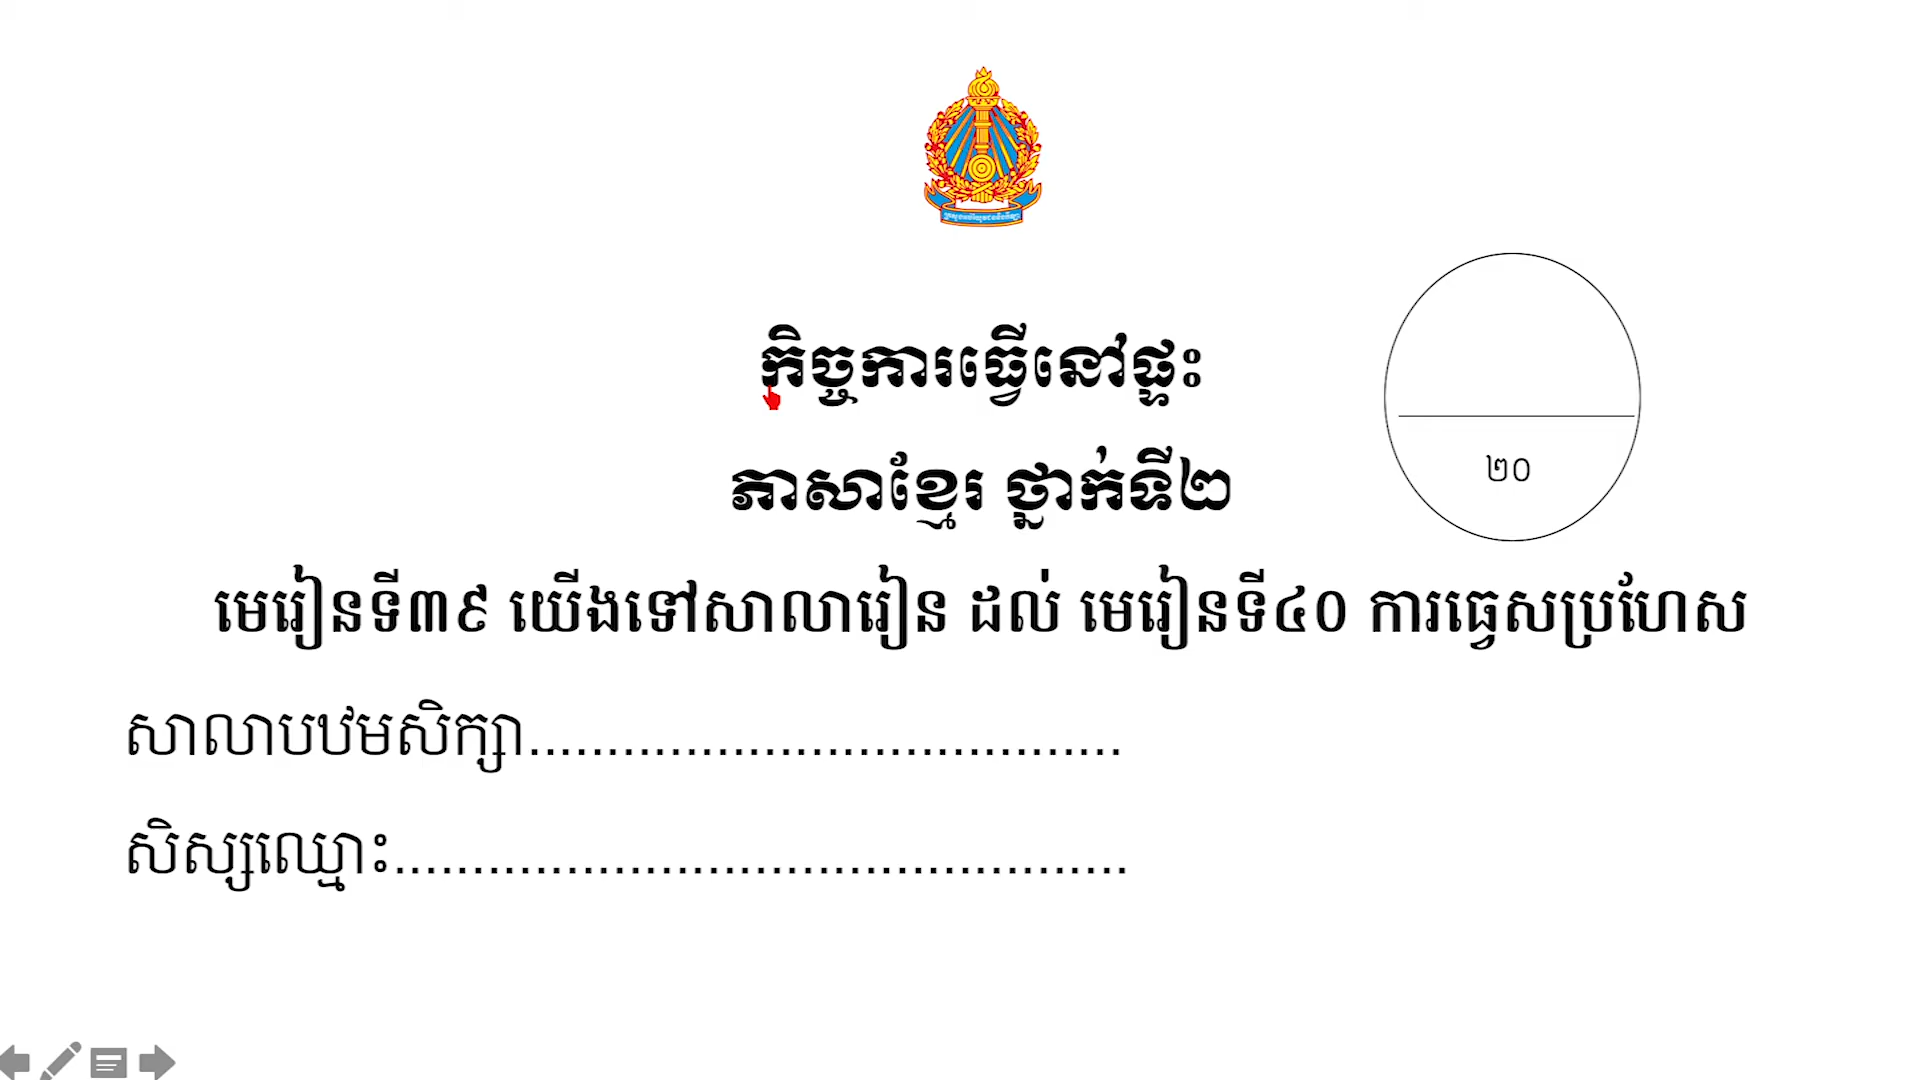 កិច្ចការធ្វើនៅផ្ទះ
ភាសាខ្មែរ ថ្នាក់ទី២
២០
មេរៀនទី៣៩ យើងទៅសាលារៀន ដល់ មេរៀនទី៤០ ការធ្វេសប្រហែស
សាលាបឋមសិក្សា......................................
សិស្សឈ្មោះ...............................................